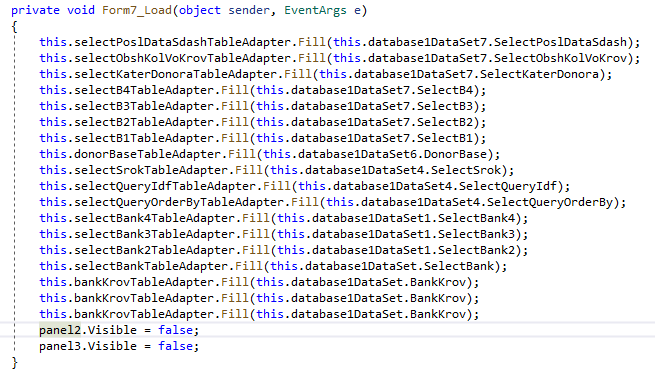 private void Form7_Load(object sender, EventArgs e)
{
this.selectPoslDataSdashTableAdapter.Fill(this.database1DataSet7.SelectPoslDataSdash);
this.selectObshKolVoKrovTableAdapter.Fill(this.database1DataSet7.SelectObshKolVoKrov);
this.selectKaterDonoraTableAdapter.Fill(this.database1DataSet7.SelectKaterDonora);
this.selectB4TableAdapter.Fill(this.database1DataSet7.SelectB4);
this.selectB3TableAdapter.Fill(this.database1DataSet7.SelectB3);
this.selectB2TableAdapter.Fill(this.database1DataSet7.SelectB2);
this.selectB1TableAdapter.Fill(this.database1DataSet7.SelectB1);
this.donorBaseTableAdapter.Fill(this.database1DataSet6.DonorBase);
this.selectSrokTableAdapter.Fill(this.database1DataSet4.SelectSrok);
this.selectQueryIdfTableAdapter.Fill(this.database1DataSet4.SelectQueryIdf);
this.selectQueryOrderByTableAdapter.Fill(this.database1DataSet4.SelectQueryOrderBy);
this.selectBank4TableAdapter.Fill(this.database1DataSet1.SelectBank4);
this.selectBank3TableAdapter.Fill(this.database1DataSet1.SelectBank3);
this.selectBank2TableAdapter.Fill(this.database1DataSet1.SelectBank2);
this.selectBankTableAdapter.Fill(this.database1DataSet.SelectBank);
this.bankKrovTableAdapter.Fill(this.database1DataSet.BankKrov);
this.bankKrovTableAdapter.Fill(this.database1DataSet.BankKrov);
this.bankKrovTableAdapter.Fill(this.database1DataSet.BankKrov);
panel2.Visible = false;
panel3.Visible = false;
}